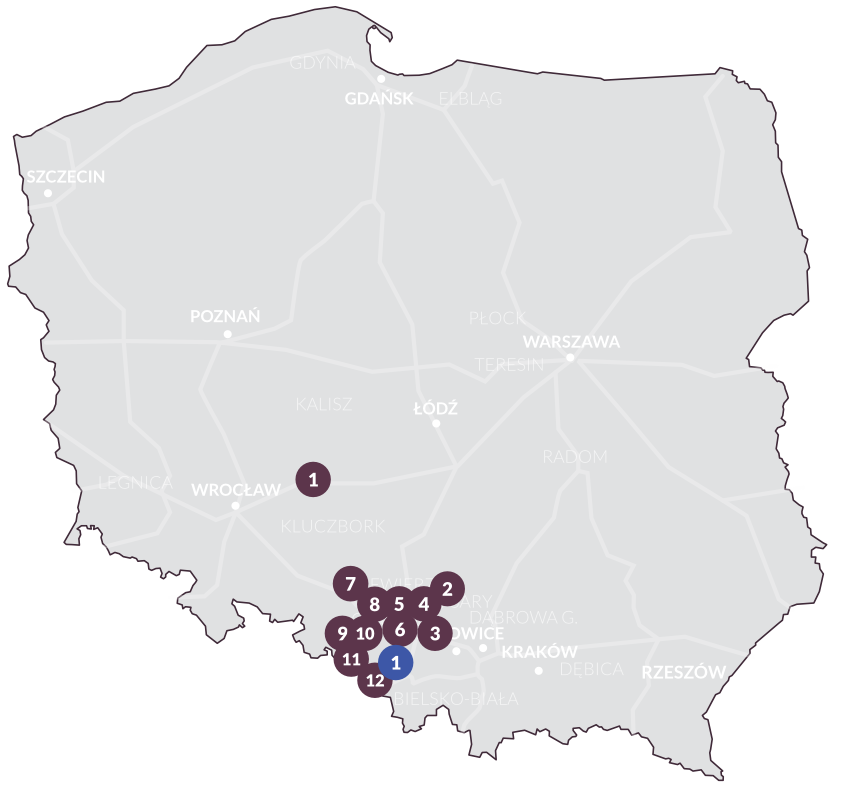 GDYNIA
GDAŃSK
ELBLĄG
SZCZECIN
POZNAŃ
PŁOCK
WARSZAWA
TERESIN
KALISZ
ŁÓDŹ
RADOM
LEGNICA
WROCŁAW
1
KLUCZBORK
7
2
8
5
4
DĄBROWA G.
9
10
6
3
KRAKÓW
11
1
DĘBICA
RZESZÓW
12
BIELSKO-BIAŁA